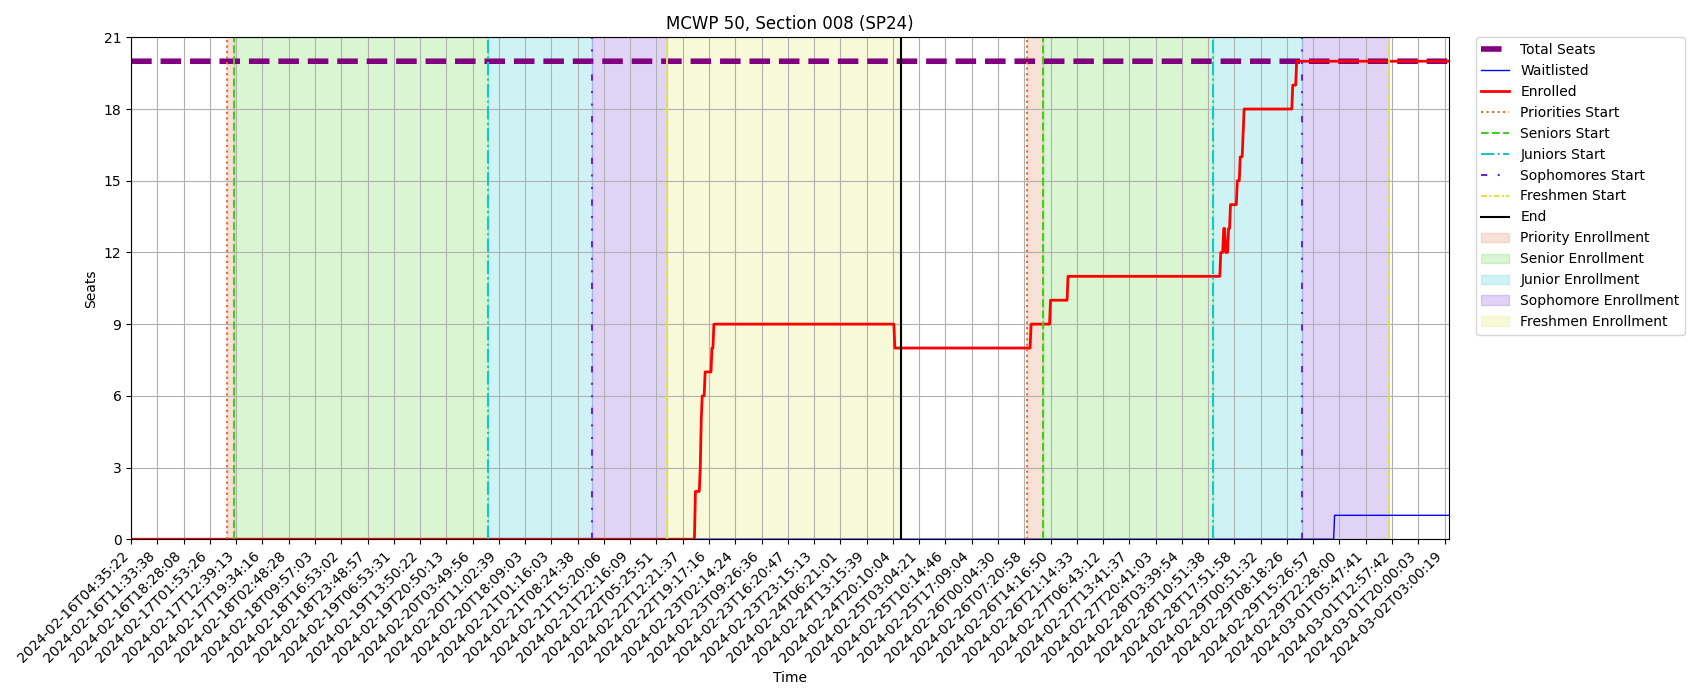 MCWP 50, Section 008 (SP24)
21
18
15
12
9
6
3
0
Seats
2024-02-16T04:35:22
2024-02-16T11:33:38
2024-02-16T18:28:08
2024-02-17T01:53:26
2024-02-17T12:39:13
2024-02-17T19:34:16
2024-02-18T02:48:28
2024-02-18T09:57:03
2024-02-18T16:53:02
2024-02-18T23:48:57
2024-02-19T06:53:31
2024-02-19T13:50:22
2024-02-19T20:50:13
2024-02-20T03:49:56
2024-02-20T11:02:39
2024-02-20T18:09:03
2024-02-21T01:16:03
2024-02-21T08:24:38
2024-02-21T15:20:06
2024-02-21T22:16:09
2024-02-22T05:25:51
2024-02-22T12:21:37
2024-02-22T19:17:16
2024-02-23T02:14:24
2024-02-23T09:26:36
2024-02-23T16:20:47
2024-02-23T23:15:13
2024-02-24T06:21:01
2024-02-24T13:15:39
2024-02-24T20:10:04
2024-02-25T03:04:21
2024-02-25T10:14:46
2024-02-25T17:09:04
2024-02-26T00:04:30
2024-02-26T07:20:58
2024-02-26T14:16:50
2024-02-26T21:14:33
2024-02-27T06:43:12
2024-02-27T13:41:37
2024-02-27T20:41:03
2024-02-28T03:39:54
2024-02-28T10:51:38
2024-02-28T17:51:58
2024-02-29T00:51:32
2024-02-29T08:18:26
2024-02-29T15:26:57
2024-02-29T22:28:00
2024-03-01T05:47:41
2024-03-01T12:57:42
2024-03-01T20:00:03
2024-03-02T03:00:19
Time
Total Seats
Waitlisted
Enrolled
Priorities Start
Seniors Start
Juniors Start
Sophomores Start
Freshmen Start
End
Priority Enrollment
Senior Enrollment
Junior Enrollment
Sophomore Enrollment
Freshmen Enrollment